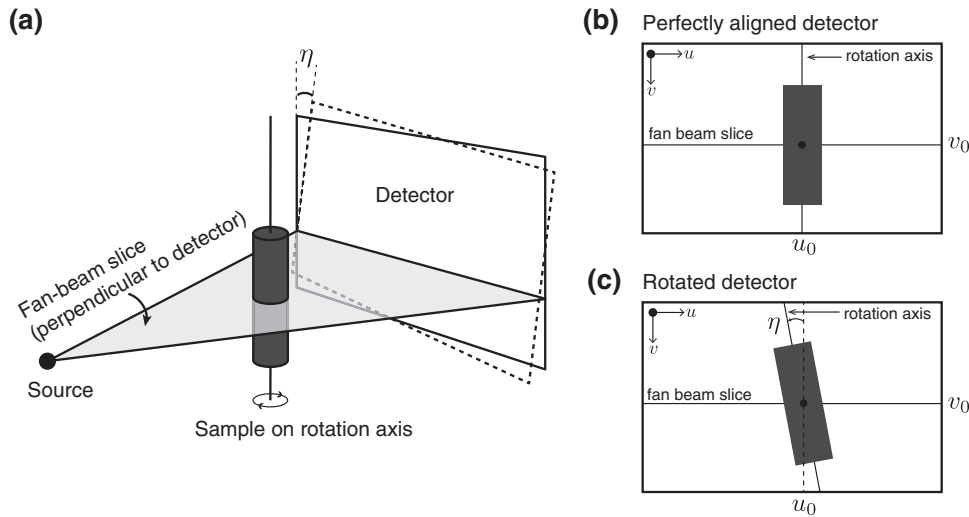 (a)
η
Detector
Fan-beam slice
(perpendicular to detector)
Source
Sample on rotation axis
(b) Perfectly aligned detector
u
v
rotation axis
fan beam slice
v₀
u₀
(c) Rotated detector
u
v
η
rotation axis
fan beam slice
v₀
u₀